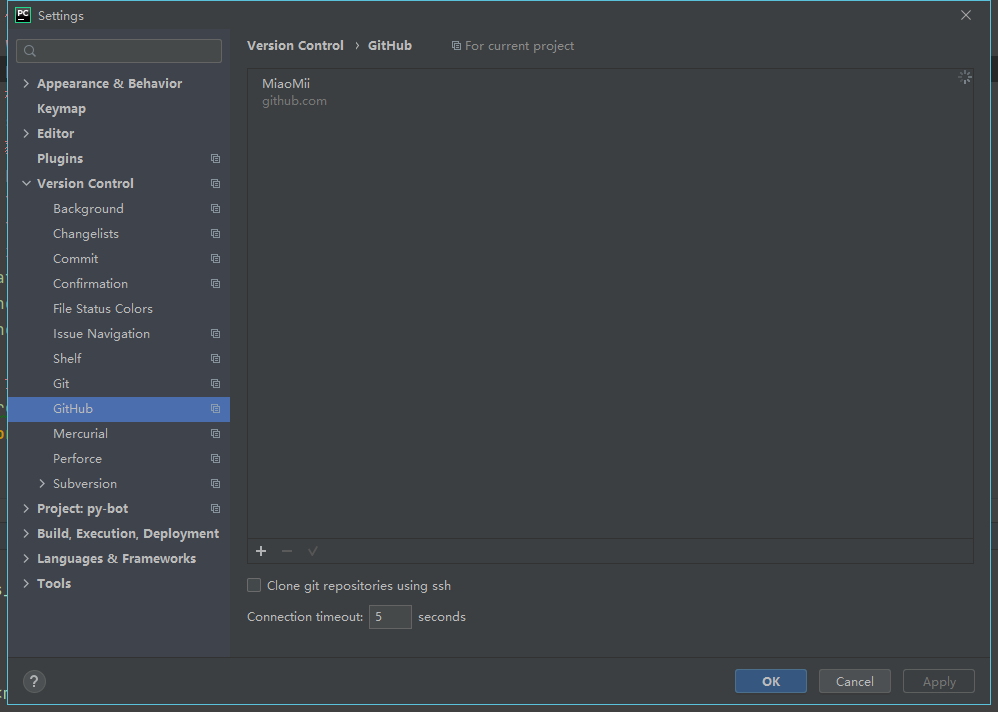 PC Settings
Version Control › GitHub For current project
MiaoMii
github.com
Appearance & Behavior
Keymap
Editor
Plugins
Version Control
Background
Changelists
Commit
Confirmation
File Status Colors
Issue Navigation
Shelf
Git
GitHub
Mercurial
Perforce
Subversion
Project: py-bot
Build, Execution, Deployment
Languages & Frameworks
Tools
Clone git repositories using ssh
Connection timeout: 5 seconds
? OK Cancel Apply